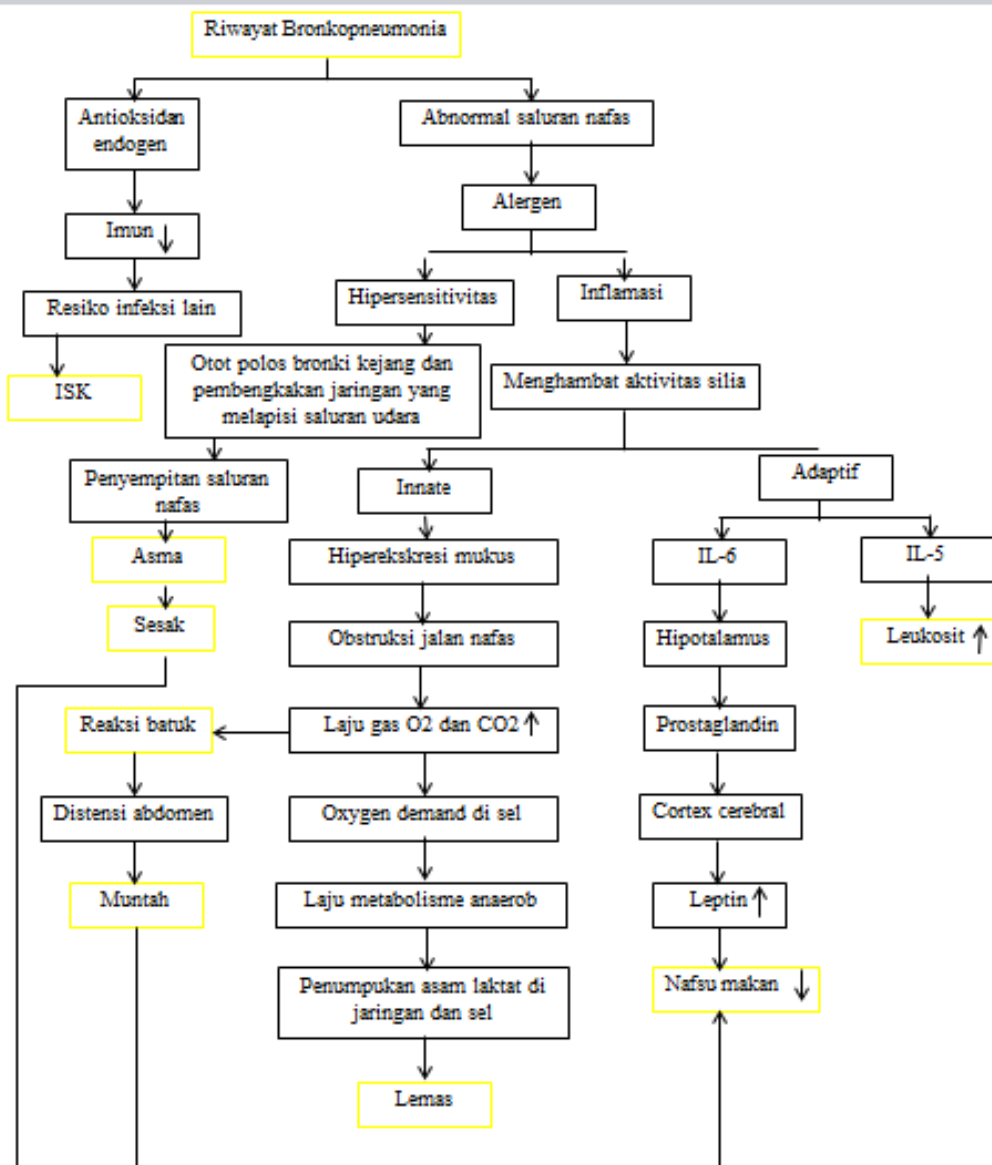 Riwayat Bronkopneumonia
Antioksidan
endogen
Abnormal saluran nafas
Alergen
Imun ↓
Hipersensitivitas
Inflamasi
Resiko infeksi lain
Otot polos bronki kejang dan
pembengkakan jaringan yang
melapisi saluran udara
Menghambat aktivitas silia
ISK
Penyempitan saluran
nafas
Innate
Adaptif
Asma
Hiperekskresi mukus
IL-6
IL-5
Sesak
Obstruksi jalan nafas
Hipotalamus
Leukosit ↑
Reaksi batuk
Laju gas O2 dan CO2 ↑
Prostaglandin
Distensi abdomen
Oxygen demand di sel
Cortex cerebral
Muntah
Laju metabolisme anaerob
Leptin ↑
Penumpukan asam laktat di
jaringan dan sel
Nafsu makan ↓
Lemas